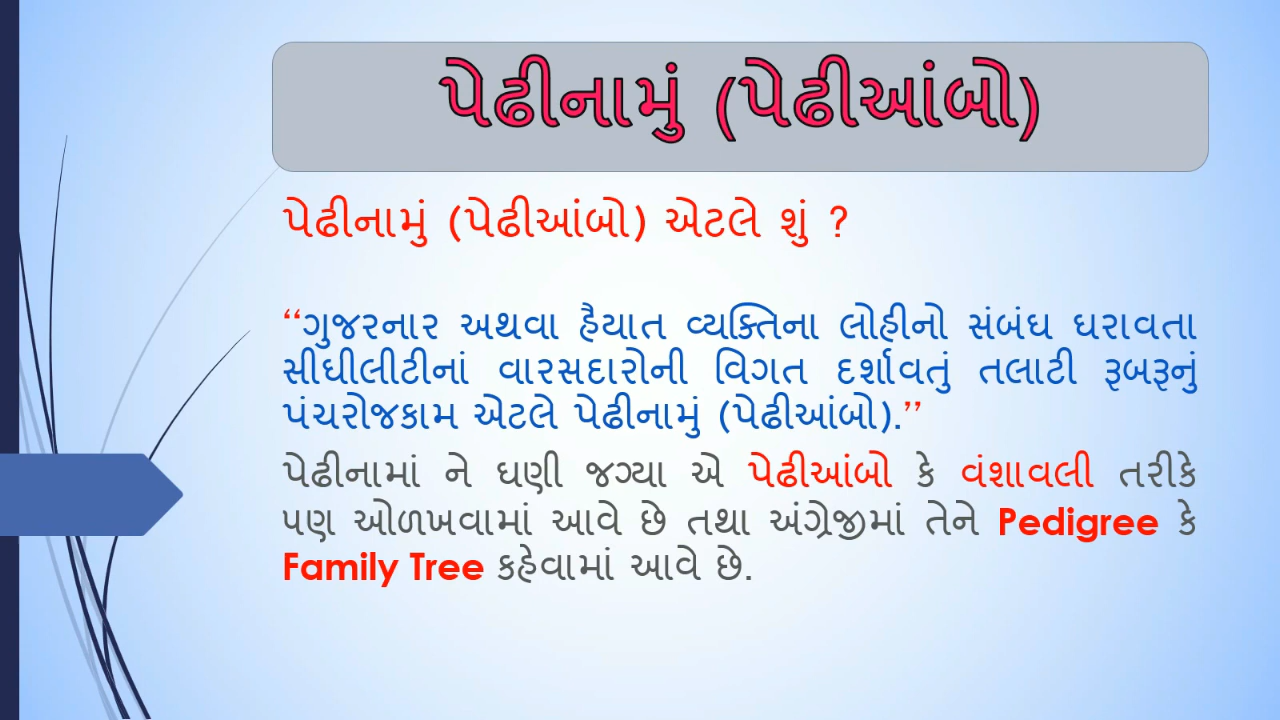 પેઢીનામું (પેઢીઆંબો)
પેઢીનામું (પેઢીઆંબો) એટલે શું ?
‘‘ગુજરનાર અથવા હૈયાત વ્યક્તિના લોહીનો સંબંધ ધરાવતા
સીધીલીટીનાં વારસદારોની વિગત દર્શાવતું તલાટી રૂબરૂનું
પંચરોજકામ એટલે પેઢીનામું (પેઢીઆંબો).’’
પેઢીનામાં ને ઘણી જગ્યા એ પેઢીઆંબો કે વંશાવલી તરીકે
પણ ઓળખવામાં આવે છે તથા અંગ્રેજીમાં તેને Pedigree કે
Family Tree કહેવામાં આવે છે.